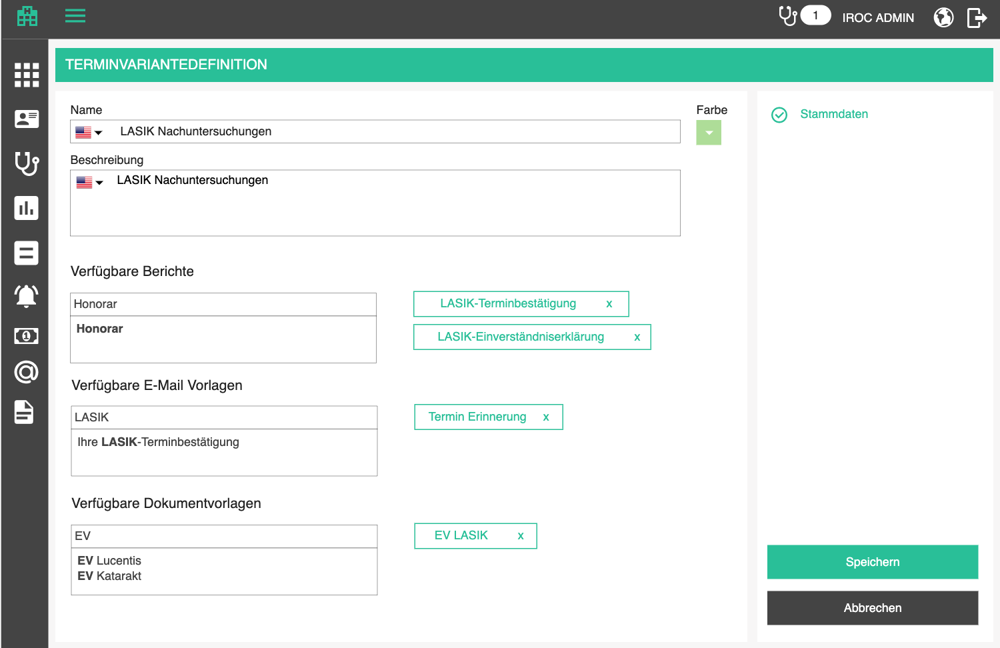 1
IROC ADMIN
TERMINVARIANTEDEFINITION
Name
Farbe
LASIK Nachuntersuchungen
Beschreibung
LASIK Nachuntersuchungen
Stammdaten
Verfügbare Berichte
Honorar
Honorar
LASIK-Terminbestätigung x
LASIK-Einverständniserklärung x
Verfügbare E-Mail Vorlagen
LASIK
Ihre LASIK-Terminbestätigung
Termin Erinnerung x
Verfügbare Dokumentvorlagen
EV
EV Lucentis
EV Katarakt
EV LASIK x
Speichern
Abbrechen